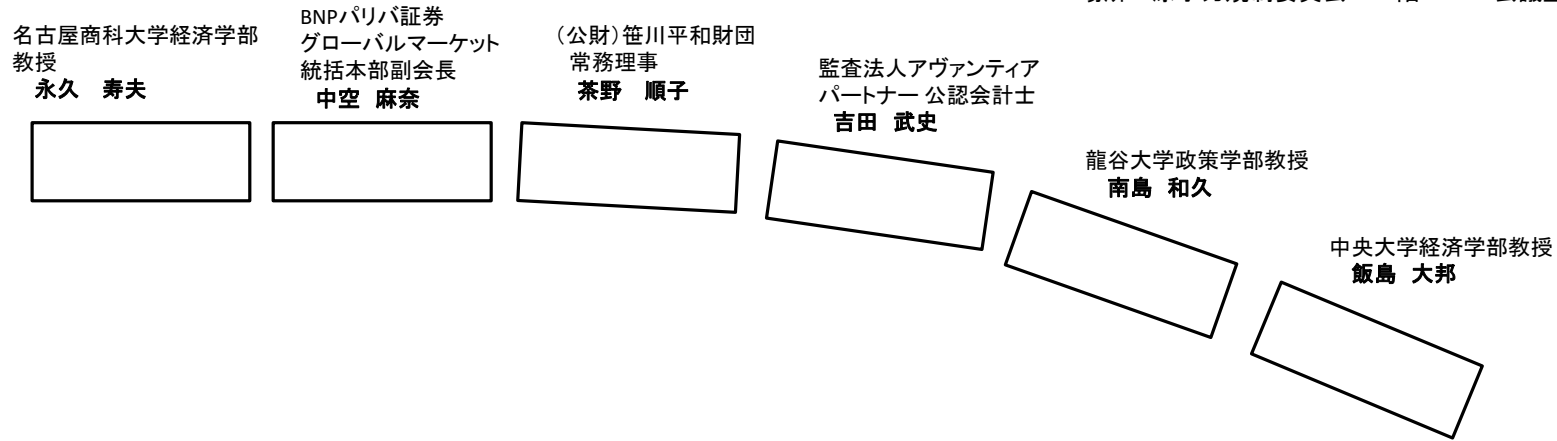 名古屋商科大学経済学部
教授
永久 寿夫
BNPパリバ証券
グローバルマーケット
統括本部副会長
中空 麻奈
(公財)笹川平和財団
常務理事
茶野 順子
監査法人アヴァンティア
パートナー 公認会計士
吉田 武史
龍谷大学政策学部教授
南島 和久
中央大学経済学部教授
飯島 大邦